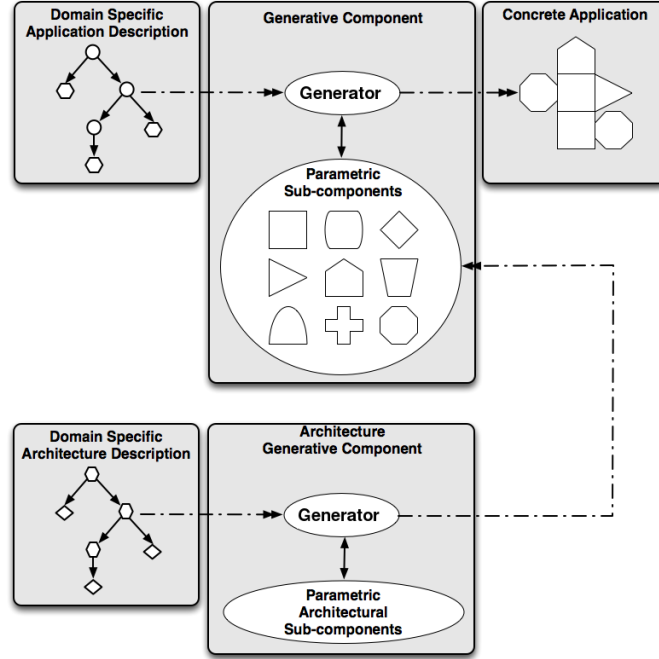 Domain Specific
Application Description
Generative Component
Generator
Parametric
Sub-components
Concrete Application
Domain Specific
Architecture Description
Architecture
Generative Component
Generator
Parametric
Architectural
Sub-components